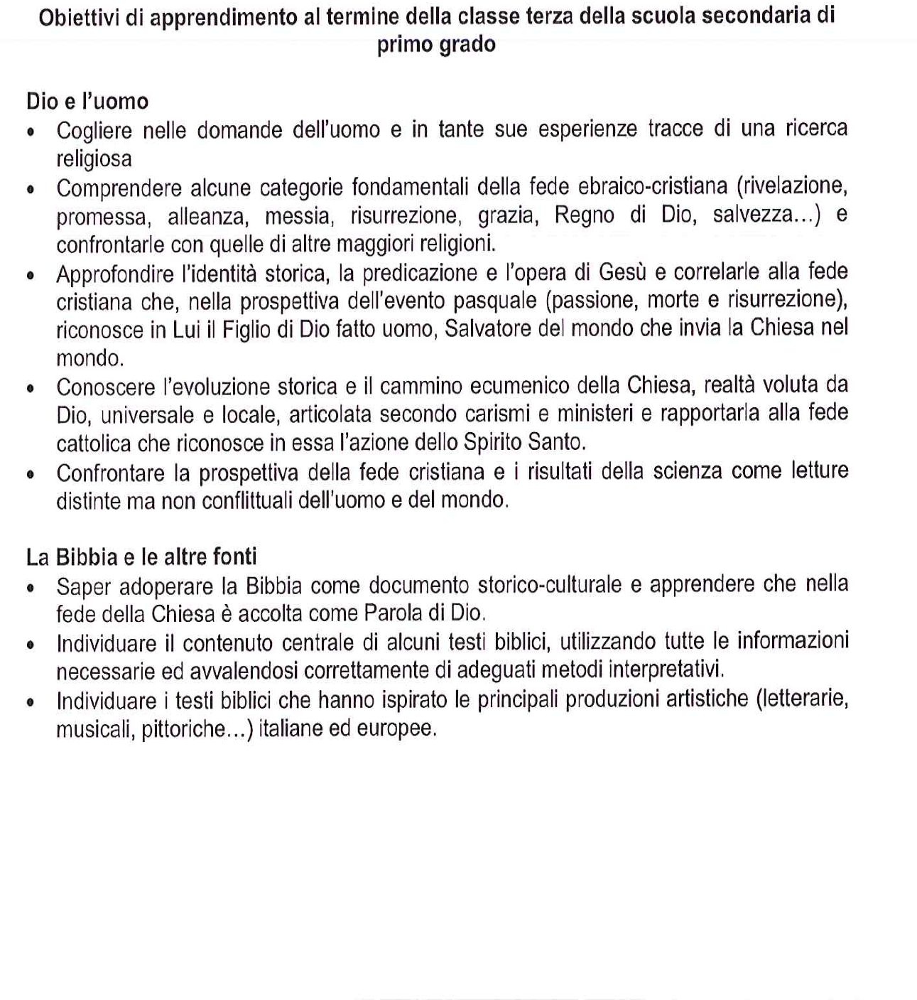 Obiettivi di apprendimento al termine della classe terza della scuola secondaria di
primo grado
Dio e l'uomo
• Cogliere nelle domande dell'uomo e in tante sue esperienze tracce di una ricerca
religiosa
• Comprendere alcune categorie fondamentali della fede ebraico-cristiana (rivelazione,
promessa, alleanza, messia, risurrezione, grazia, Regno di Dio, salvezza...) e
confrontarle con quelle di altre maggiori religioni.
• Approfondire l'identità storica, la predicazione e l'opera di Gesù e correlarle alla fede
cristiana che, nella prospettiva dell'evento pasquale (passione, morte e risurrezione),
riconosce in Lui il Figlio di Dio fatto uomo, Salvatore del mondo che invia la Chiesa nel
mondo.
• Conoscere l'evoluzione storica e il cammino ecumenico della Chiesa, realtà voluta da
Dio, universale e locale, articolata secondo carismi e ministeri e rapportarla alla fede
cattolica che riconosce in essa l'azione dello Spirito Santo.
• Confrontare la prospettiva della fede cristiana e i risultati della scienza come letture
distinte ma non conflittuali dell'uomo e del mondo.
La Bibbia e le altre fonti
• Saper adoperare la Bibbia come documento storico-culturale e apprendere che nella
fede della Chiesa è accolta come Parola di Dio.
• Individuare il contenuto centrale di alcuni testi biblici, utilizzando tutte le informazioni
necessarie ed avvalendosi correttamente di adeguati metodi interpretativi.
• Individuare i testi biblici che hanno ispirato le principali produzioni artistiche (letterarie,
musicali, pittoriche...) italiane ed europee.